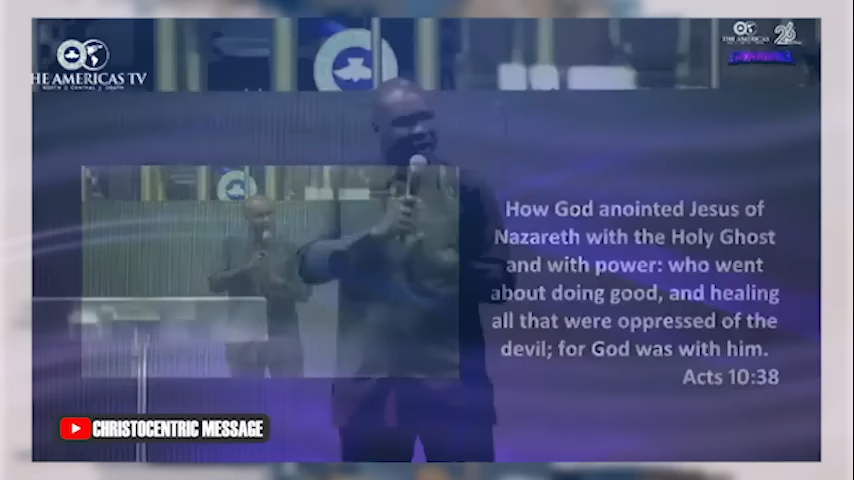 THE AMERICAS TV
NORTH | CENTRAL | SOUTH
THE AMERICAS
26
How God anointed Jesus of
Nazareth with the Holy Ghost
and with power: who went
about doing good, and healing
all that were oppressed of the
devil; for God was with him.
Acts 10:38
CHRISTOCENTRIC MESSAGE